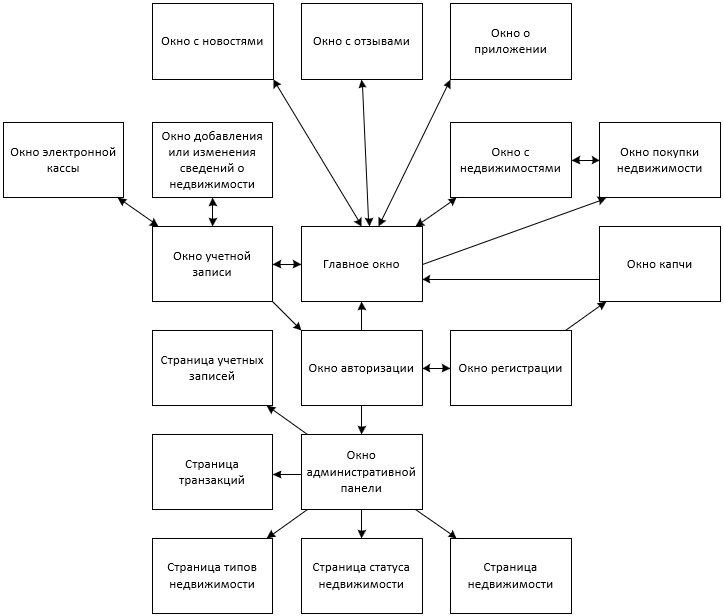 Окно с новостями
Окно с отзывами
Окно о
приложении
Окно электронной
кассы
Окно добавления
или изменения
сведений о
недвижимости
Окно с
недвижимостями
Окно покупки
недвижимости
Окно учетной
записи
Главное окно
Окно капчи
Страница учетных
записей
Окно авторизации
Окно регистрации
Страница
транзакций
Окно
административной
панели
Страница типов
недвижимости
Страница статуса
недвижимости
Страница
недвижимости